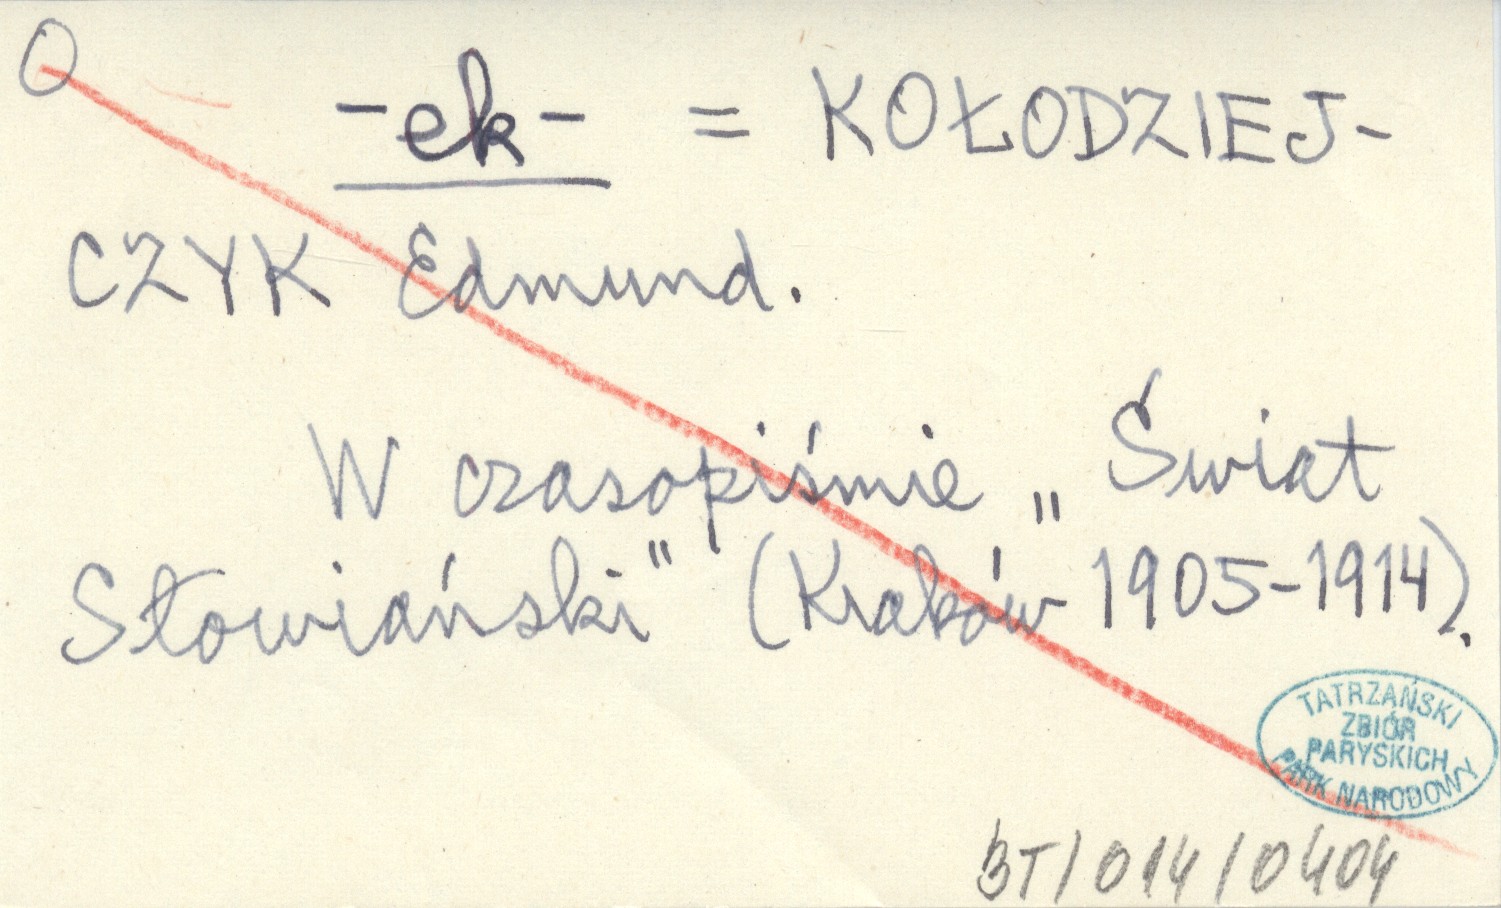 O
-ek- = KOŁODZIEJ-
CZYK Edmund.
W czasopiśmie „Świat
Słowiański" (Kraków 1905-1914).
TATRZAŃSKI
ZBIÓR
PARYSKICH
PARK NARODOWY
BT/014/0404